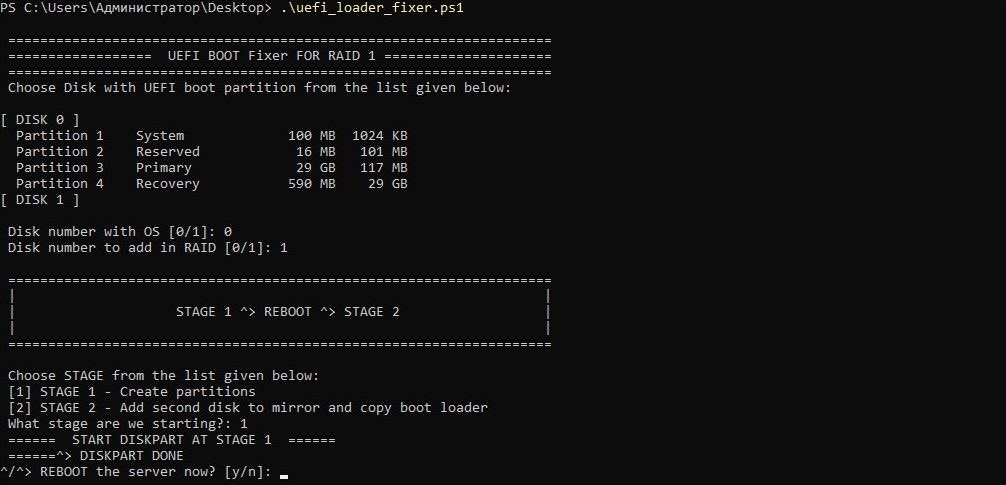 PS C:\Users\Администратор\Desktop> .\uefi_loader_fixer.ps1
====================================================================
================== UEFI BOOT Fixer FOR RAID 1 =====================
====================================================================
Choose Disk with UEFI boot partition from the list given below:
[ DISK 0 ]
Partition 1    System             100 MB  1024 KB
Partition 2    Reserved            16 MB   101 MB
Partition 3    Primary             29 GB   117 MB
Partition 4    Recovery           590 MB    29 GB
[ DISK 1 ]
Disk number with OS [0/1]: 0
Disk number to add in RAID [0/1]: 1
====================================================================
|                                                                  |
|                    STAGE 1 ^> REBOOT ^> STAGE 2                  |
|                                                                  |
====================================================================
Choose STAGE from the list given below:
[1] STAGE 1 - Create partitions
[2] STAGE 2 - Add second disk to mirror and copy boot loader
What stage are we starting?: 1
====== START DISKPART AT STAGE 1 ======
======^> DISKPART DONE
^/^> REBOOT the server now? [y/n]: